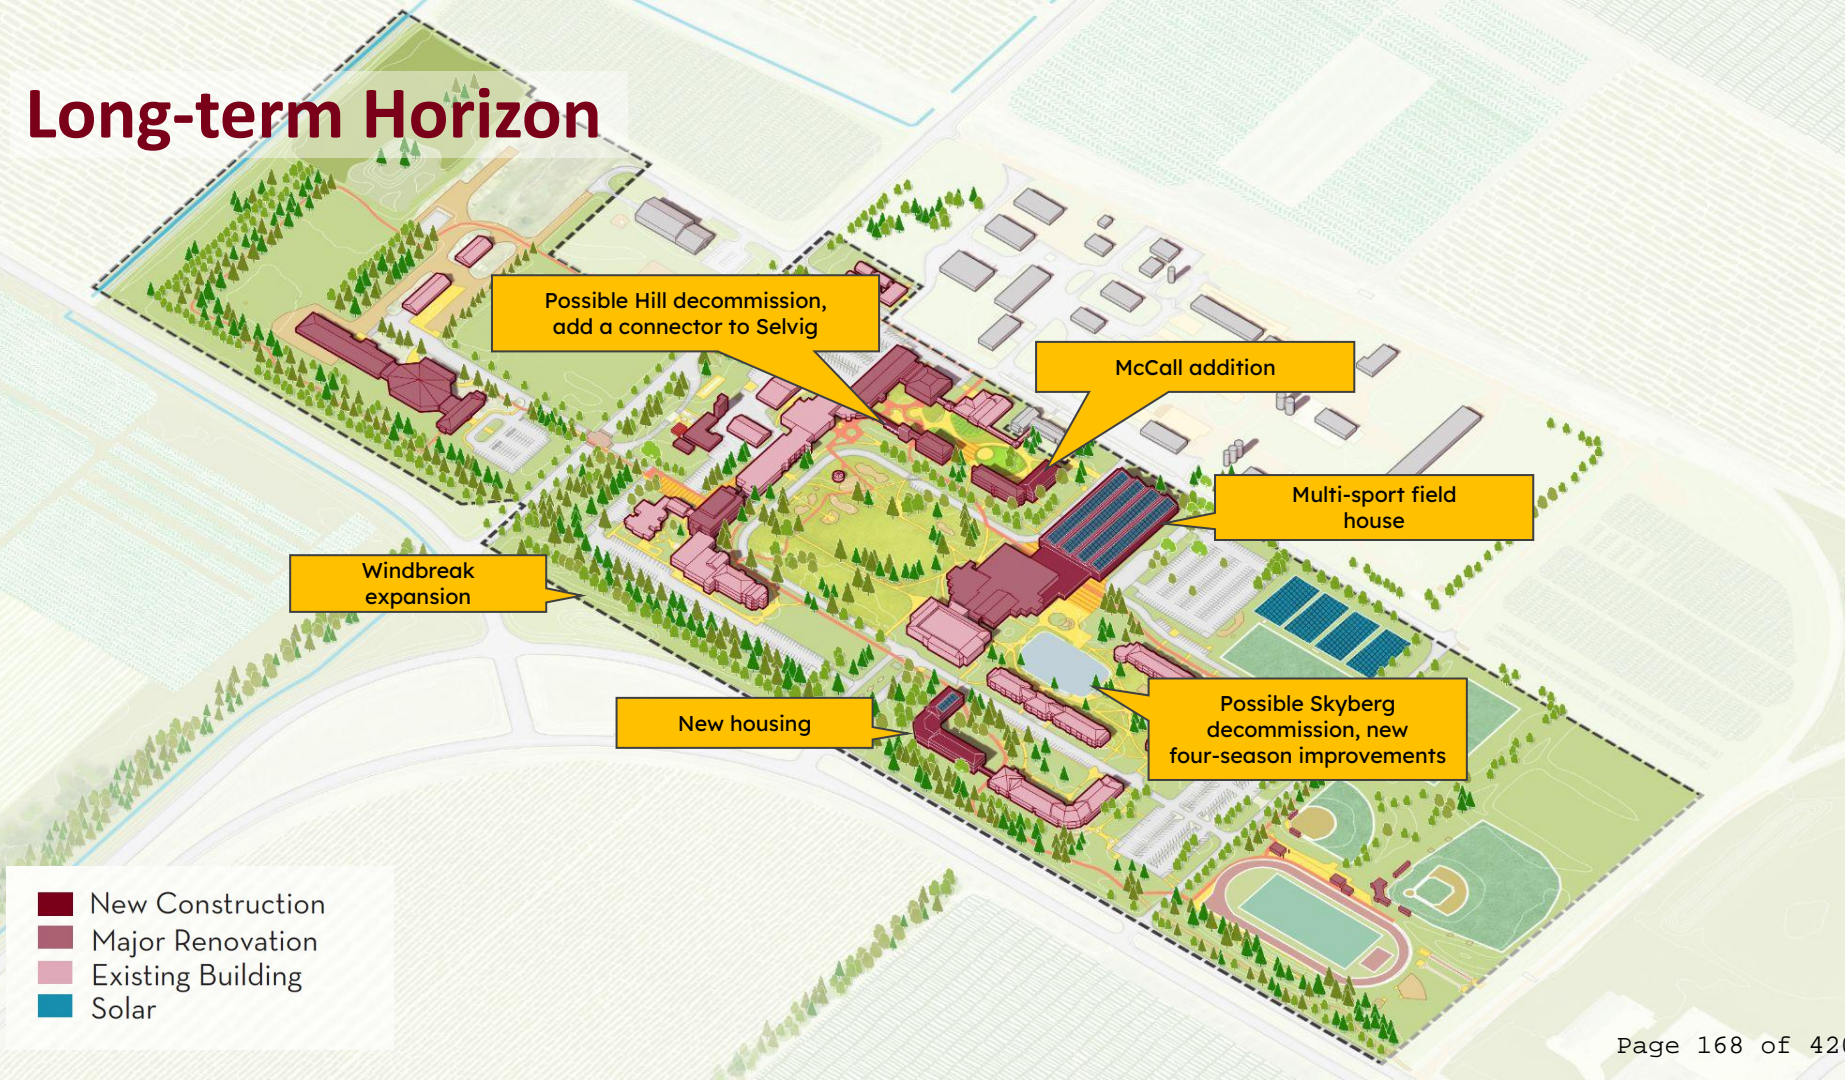 Long-term Horizon
Possible Hill decommission,
add a connector to Selvig
McCall addition
Multi-sport field
house
Windbreak
expansion
New housing
Possible Skyberg
decommission, new
four-season improvements
New Construction
Major Renovation
Existing Building
Solar
Page 168 of 420